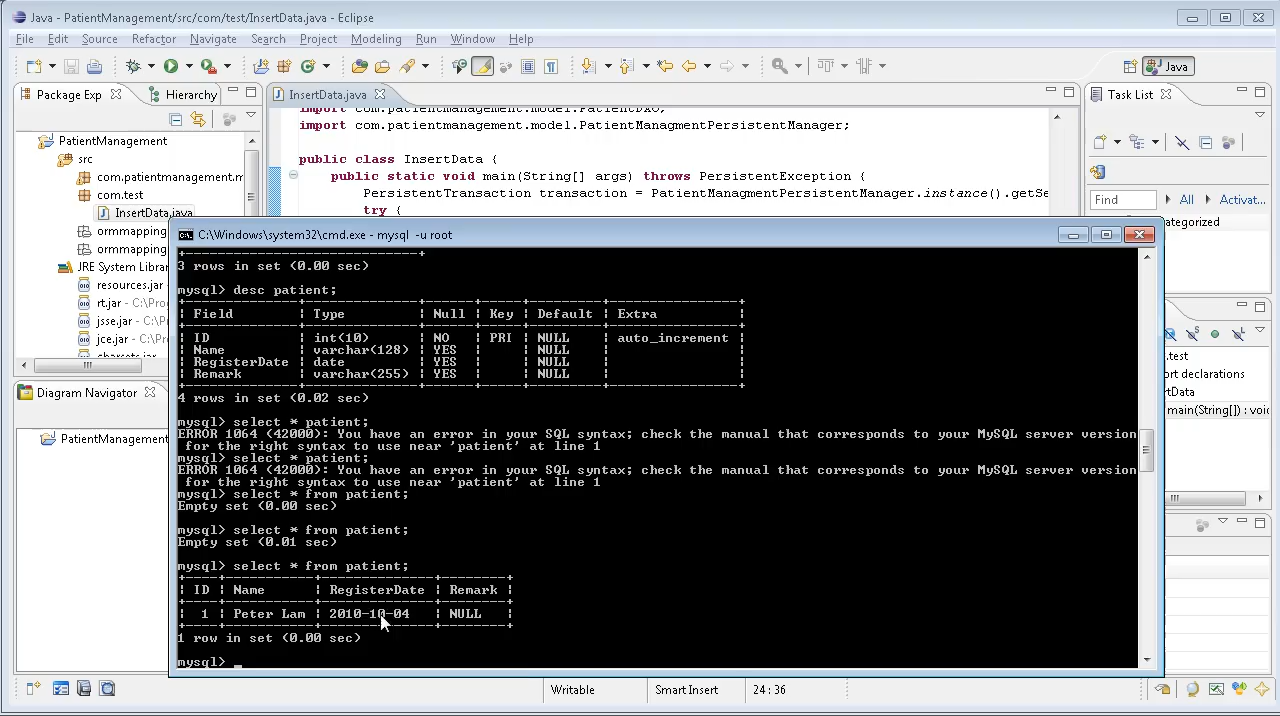 Java - PatientManagement/src/com/test/InsertData.java - Eclipse
File Edit Source Refactor Navigate Search Project Modeling Run Window Help
Java
Package Exp
Hierarchy
InsertData.java
Task List
PatientManagement
src
com.patientmanagement.m
com.test
InsertData.java
ormmapping
ormmapping
JRE System Librar
resources.jar
rt.jar - C:\Pro
jsse.jar
jce.jar - C:\Pr
charsets.jar
import com.patientmanagement.model.PatientDAO;
import com.patientmanagement.model.PatientManagmentPersistentManager;
public class InsertData {
public static void main(String[] args) throws PersistentException {
PersistentTransaction transaction = PatientManagmentPersistentManager.instance().getSe
try {
Find
All
Activat...
ategorized
C:\Windows\system32\cmd.exe - mysql -u root
+------------------------------+
3 rows in set (0.00 sec)
mysql> desc patient;
| Field | Type | Null | Key | Default | Extra |
| ID | int(10) | NO | PRI | NULL | auto_increment |
| Name | varchar(128) | YES | | NULL | |
| RegisterDate | date | YES | | NULL | |
| Remark | varchar(255) | YES | | NULL | |
4 rows in set (0.02 sec)
mysql> select * patient;
ERROR 1064 (42000): You have an error in your SQL syntax; check the manual that corresponds to your MySQL server version
for the right syntax to use near 'patient' at line 1
mysql> select * patient;
ERROR 1064 (42000): You have an error in your SQL syntax; check the manual that corresponds to your MySQL server version
for the right syntax to use near 'patient' at line 1
mysql> select * from patient;
Empty set (0.00 sec)
mysql> select * from patient;
Empty set (0.01 sec)
mysql> select * from patient;
| ID | Name | RegisterDate | Remark |
| 1 | Peter Lam | 2010-10-04 | NULL |
1 row in set (0.00 sec)
mysql> _
.test
ort declarations
rtData
main(String[]) : voic
Diagram Navigator
PatientManagement
Writable
Smart Insert
24 : 36